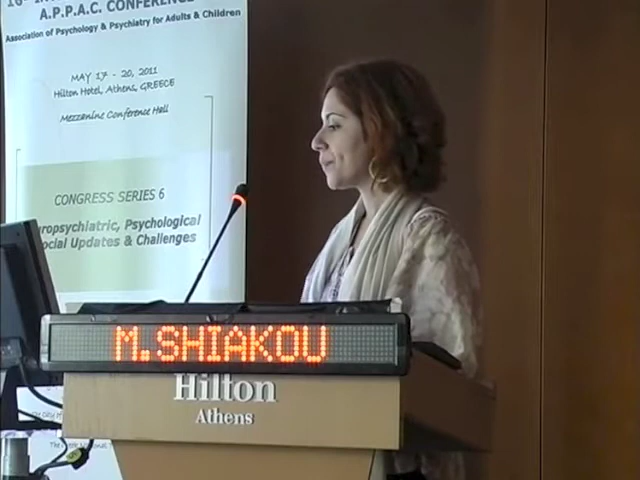 A.P.P.A.C. CONFERENCE
Association of Psychology & Psychiatry for Adults & Children
MAY 17 - 20, 2011
Hilton Hotel, Athens, GREECE
Mezzanine Conference Hall
CONGRESS SERIES 6
ropsychiatric, Psychological
ocial Updates & Challenges
M.SHIAKOU
Hilton
Athens